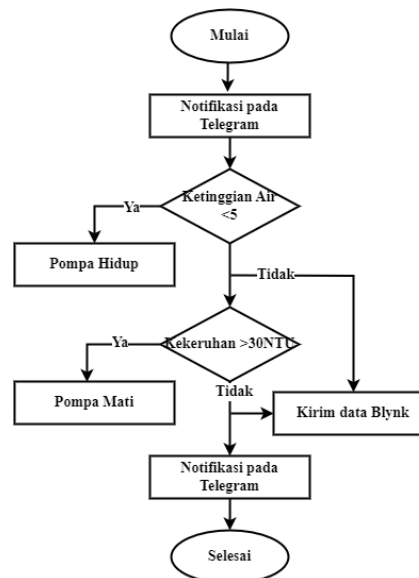 Mulai
Notifikasi pada
Telegram
Ketinggian Air
<5
Ya
Pompa Hidup
Tidak
Kekeruhan >30NTU
Ya
Pompa Mati
Tidak
Kirim data Blynk
Notifikasi pada
Telegram
Selesai